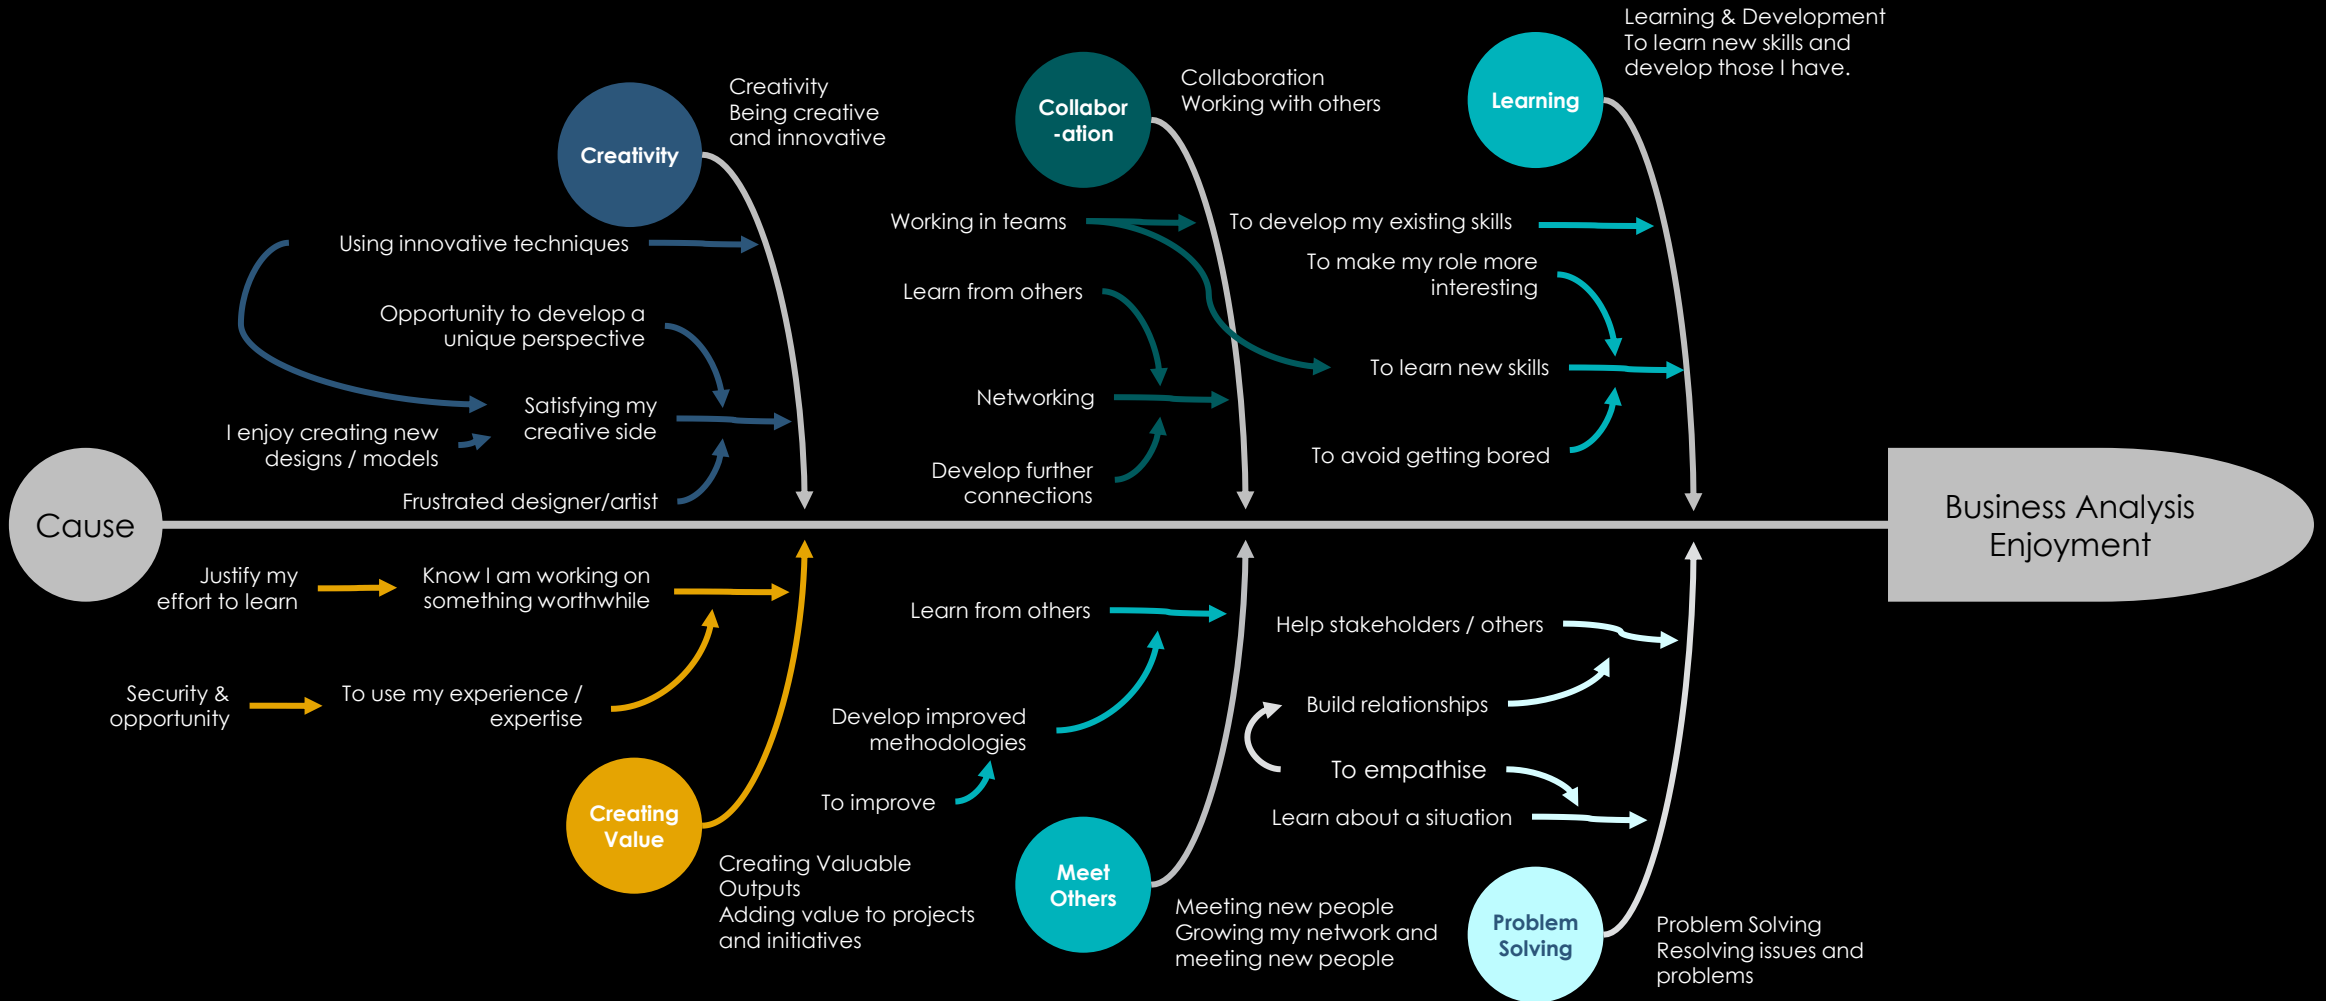 Learning & Development
To learn new skills and
develop those I have.
Creativity
Being creative
and innovative
Collaboration
Working with others
Creativity
Collabor
-ation
Learning
Using innovative techniques
Opportunity to develop a
unique perspective
Satisfying my
creative side
I enjoy creating new
designs / models
Frustrated designer/artist
Working in teams
Learn from others
Networking
Develop further
connections
To develop my existing skills
To make my role more
interesting
To learn new skills
To avoid getting bored
Cause
Business Analysis
Enjoyment
Justify my
effort to learn
Know I am working on
something worthwhile
Security &
opportunity
To use my experience /
expertise
Learn from others
Develop improved
methodologies
To improve
Help stakeholders / others
Build relationships
To empathise
Learn about a situation
Creating
Value
Creating Valuable
Outputs
Adding value to projects
and initiatives
Meet
Others
Meeting new people
Growing my network and
meeting new people
Problem
Solving
Problem Solving
Resolving issues and
problems